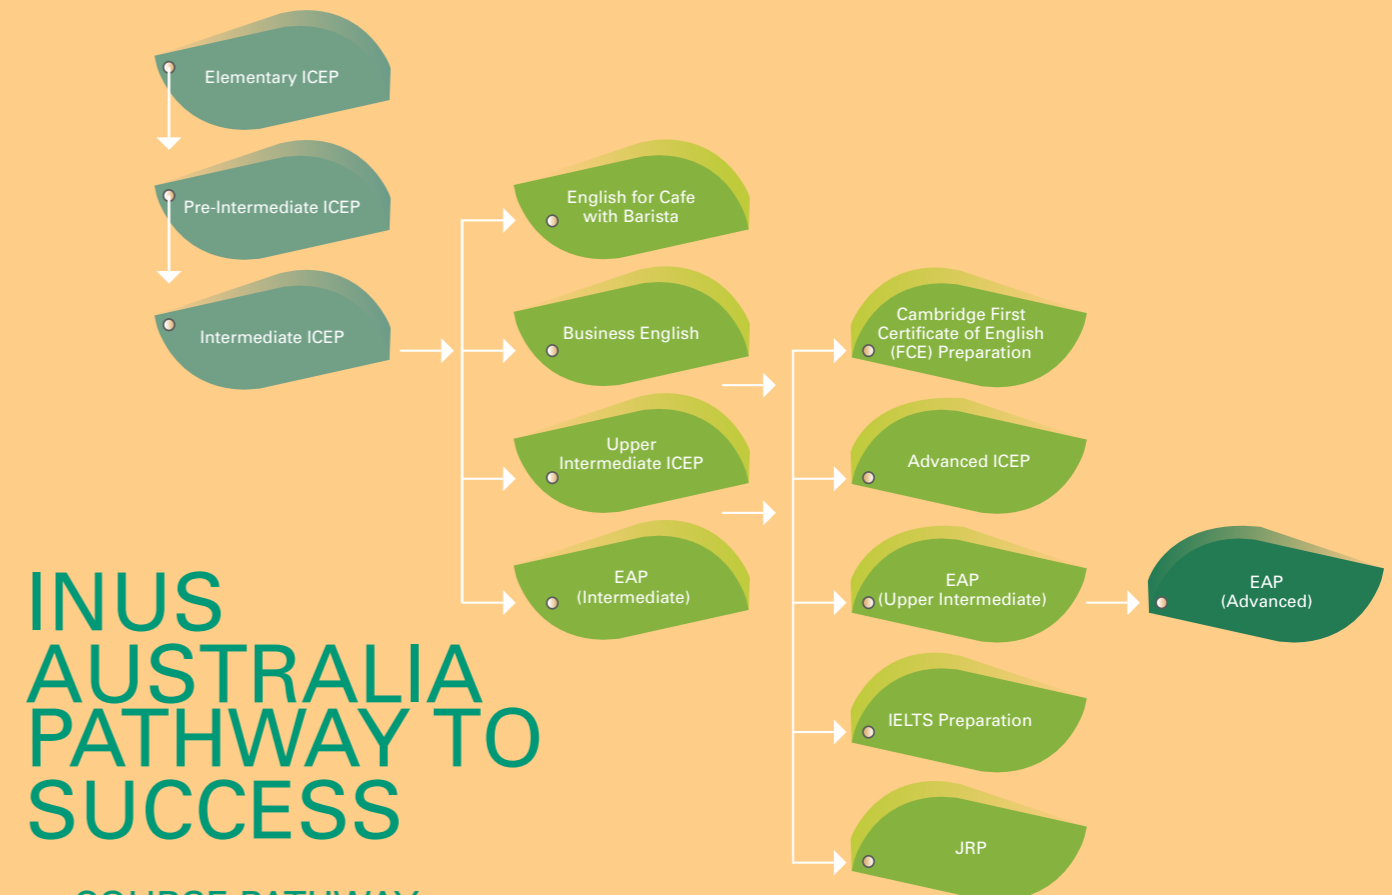 Elementary ICEP
Pre-Intermediate ICEP
Intermediate ICEP
English for Cafe
with Barista
Business English
Upper
Intermediate ICEP
EAP
(Intermediate)
Cambridge First
Certificate of English
(FCE) Preparation
Advanced ICEP
EAP
(Upper Intermediate)
IELTS Preparation
JRP
EAP
(Advanced)
INUS
AUSTRALIA
PATHWAY TO
SUCCESS
COURSE PATHWAY